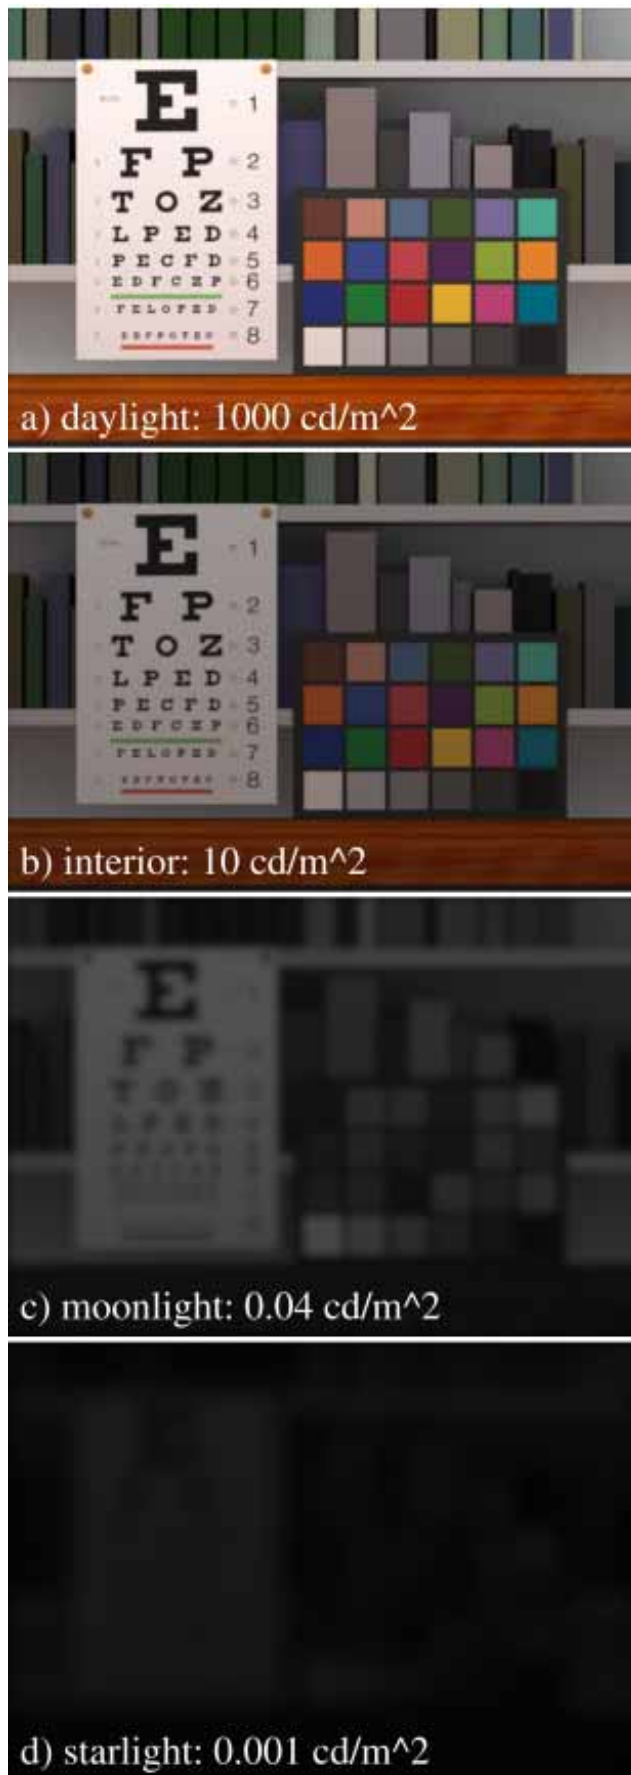 E 1
F P 2
T O Z 3
L P E D 4
P E C F D 5
E D F C Z P 6
F E L O P Z D 7
8
a) daylight: 1000 cd/m^2
E 1
F P 2
T O Z 3
L P E D 4
P E C F D 5
E D F C Z P 6
F E L O P Z D 7
8
b) interior: 10 cd/m^2
E
F P
T O Z
L P E D
c) moonlight: 0.04 cd/m^2
d) starlight: 0.001 cd/m^2